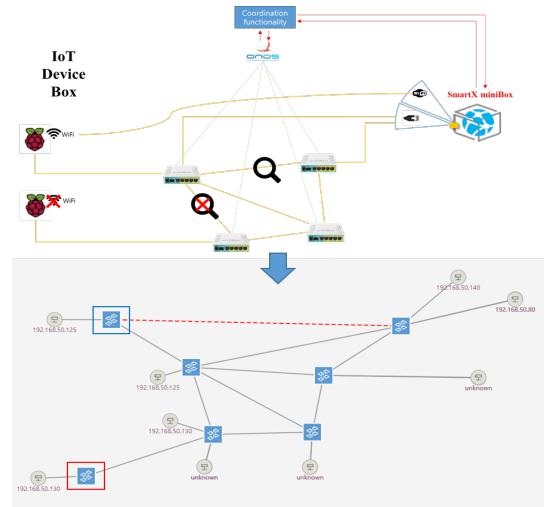 Coordination
functionality
onos
IoT
Device
Box
SmartX miniBox
WiFi
WiFi
WiFi
192.168.50.140
192.168.50.80
192.168.50.125
192.168.50.125
unknown
192.168.50.130
unknown
unknown
192.168.50.130